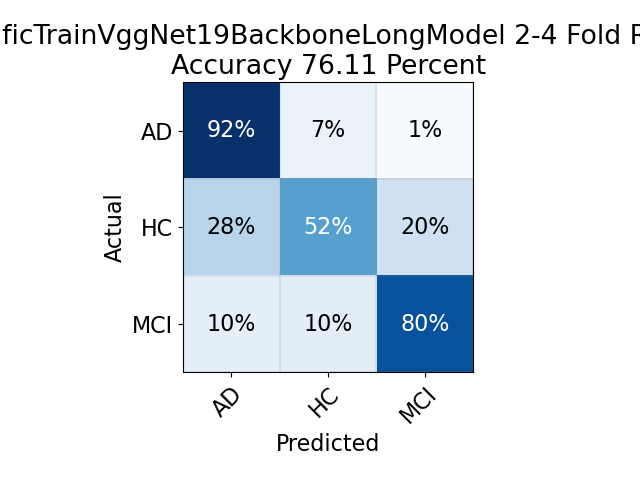 ficTrainVggNet19BackboneLongModel 2-4 Fold
Accuracy 76.11 Percent
AD 92% 7% 1%
HC 28% 52% 20%
MCI 10% 10% 80%
Actual
AD HC MCI
Predicted